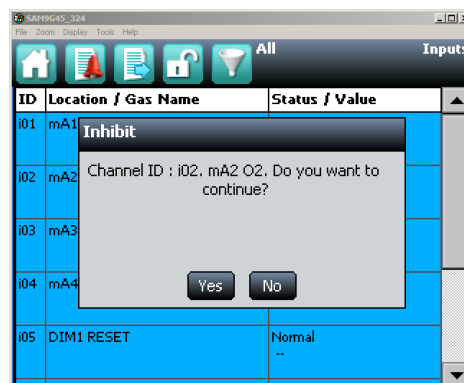 SAM9G45_324
File Zoom Display Tools Help
All
Inputs
ID Location / Gas Name Status / Value
i01 mA1
Inhibit
Channel ID : i02. mA2 O2. Do you want to
continue?
i02 mA2
i03 mA3
i04 mA4
Yes No
i05 DIM1 RESET Normal
--